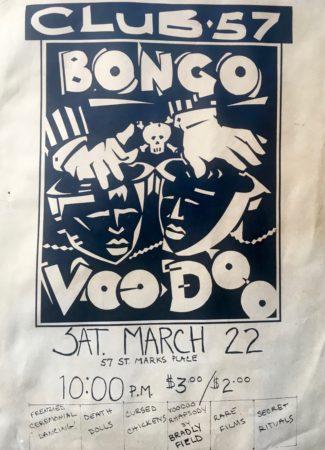 CLUB·57
BONGO
VOODOO
SAT. MARCH 22
57 ST. MARKS PLACE
10:00 P.M. $3.00/$2.00
FRENZIED
CEREMONIAL
DANCING
DEATH
DOLLS
CURSED
CHICKENS
VOODOO
RHAPSODY
BY
BRADLY
FIELD
RARE
FILMS
SECRET
RITUALS